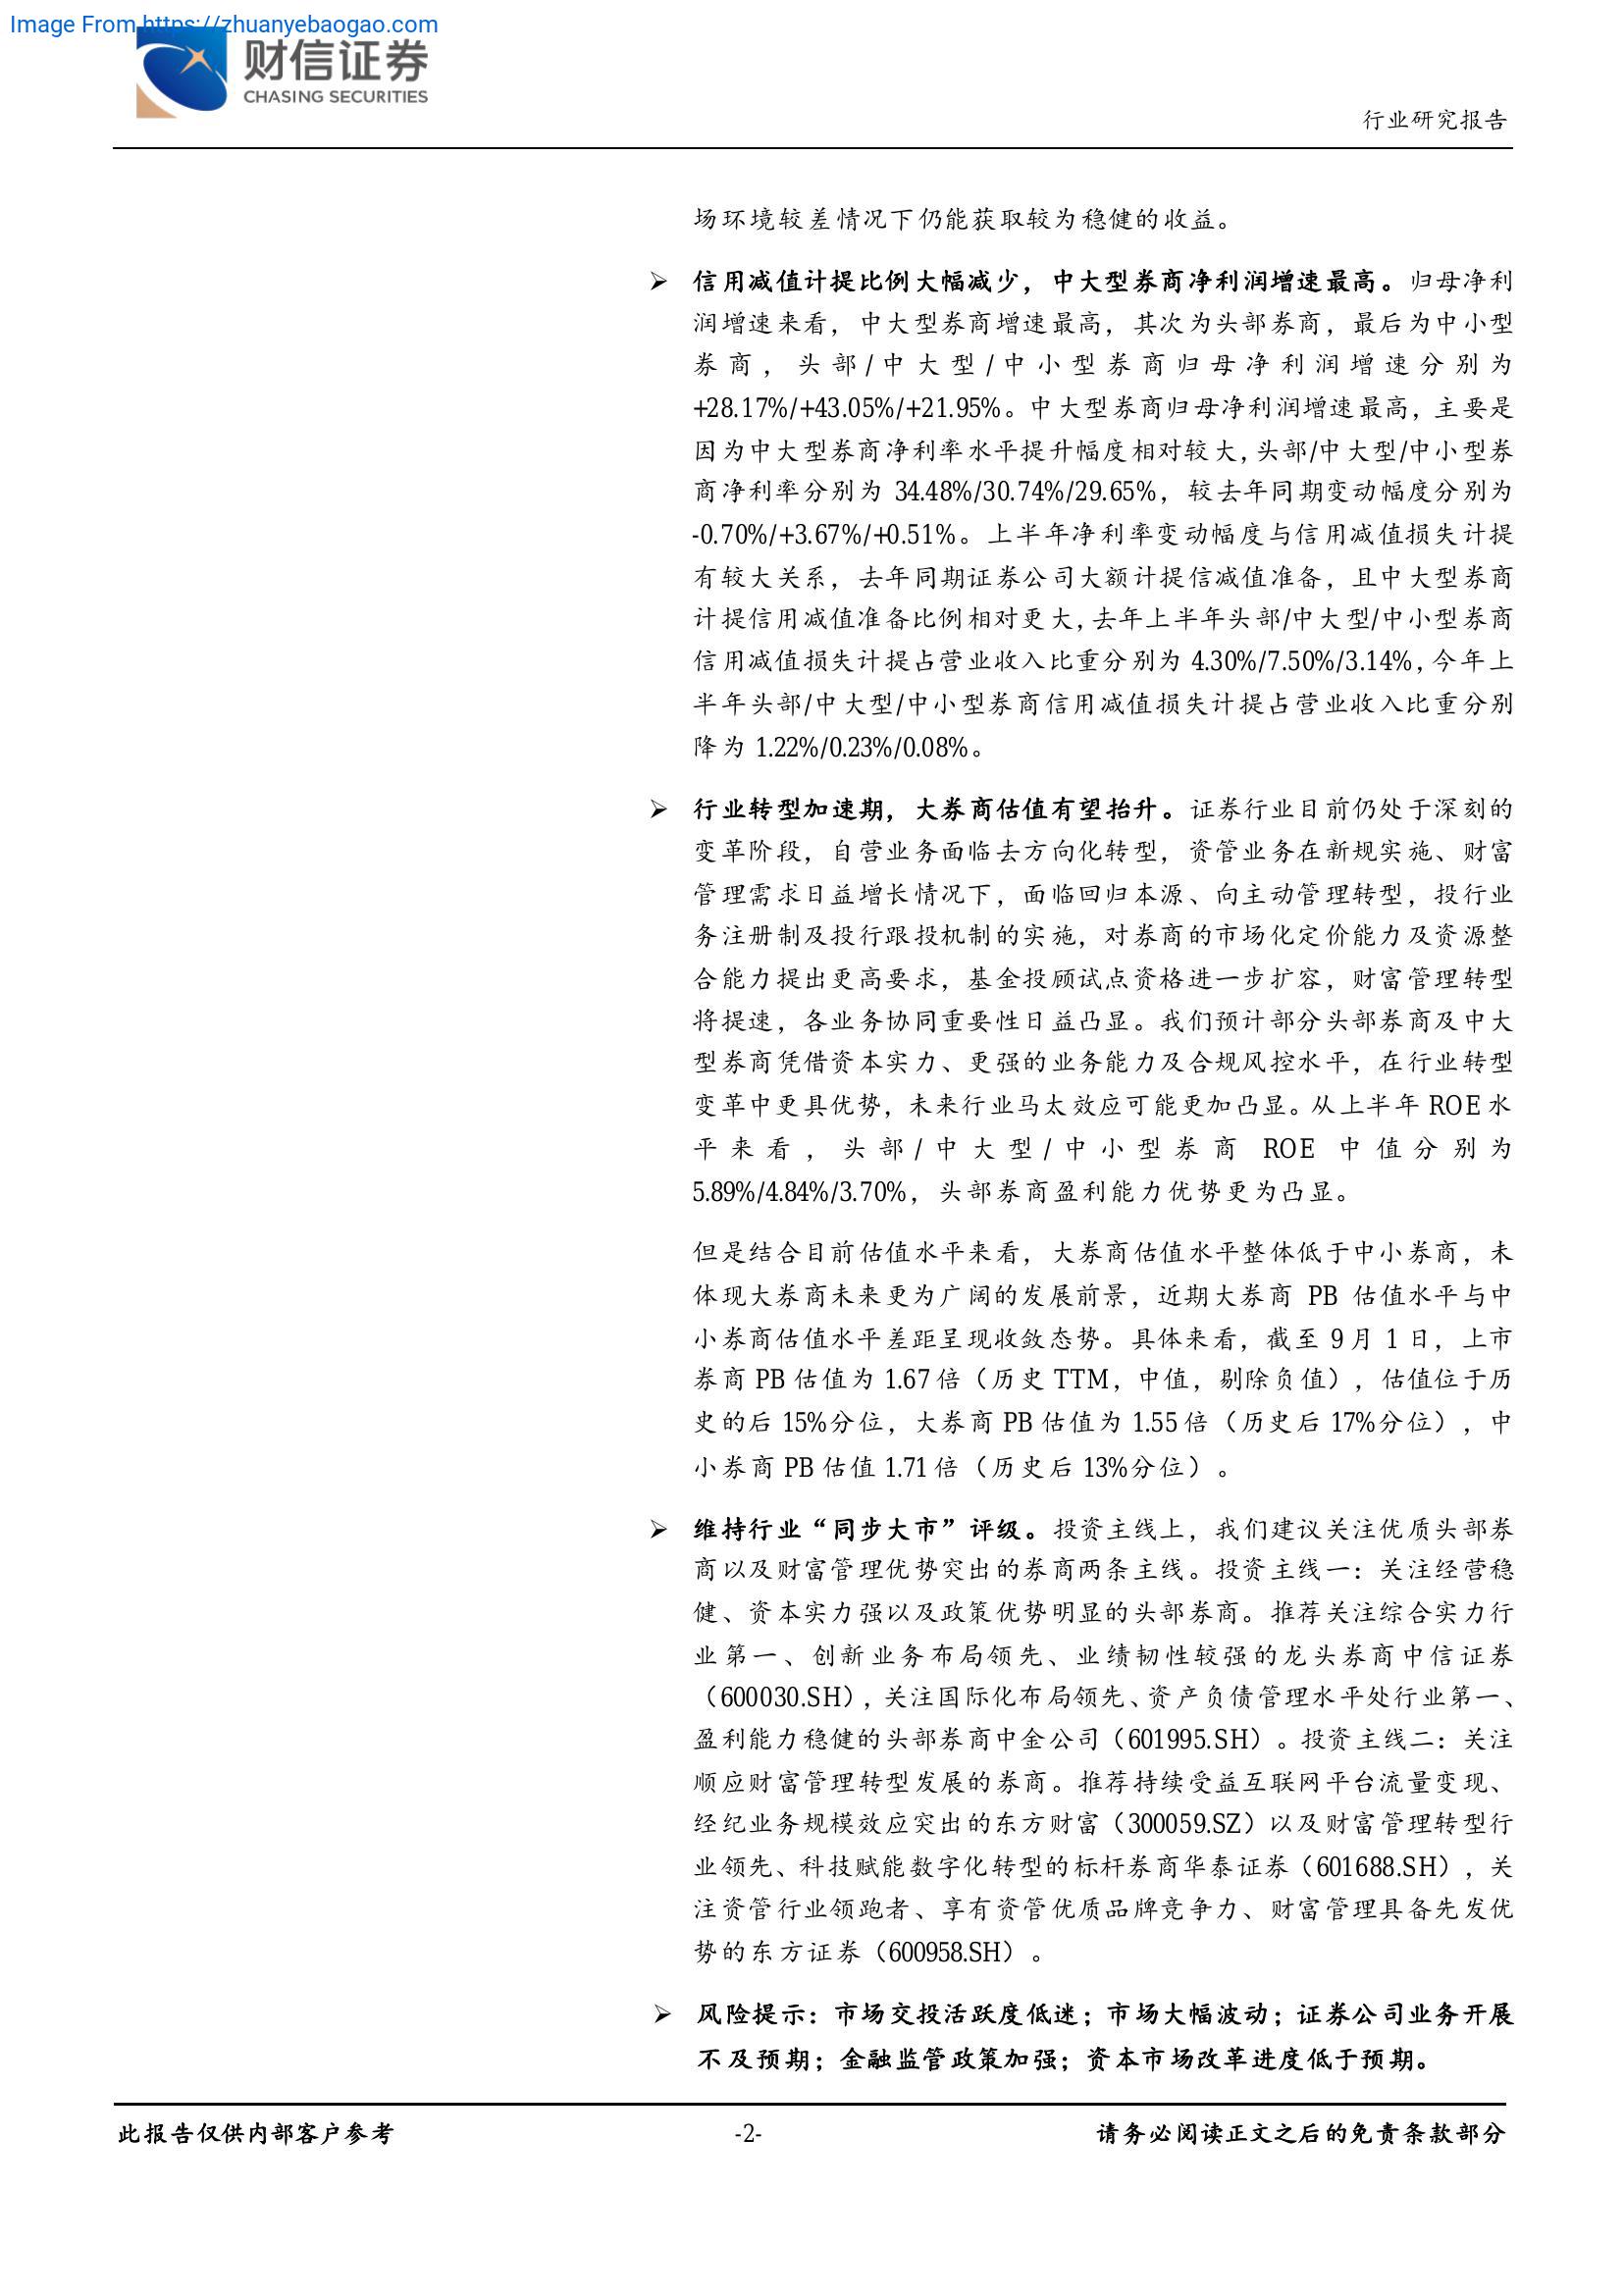 Image From https://zhuanyebaogao.com
财信证券
CHASING SECURITIES
行业研究报告
场环境较差情况下仍能获取较为稳健的收益。
➢ 信用减值计提比例大幅减少，中大型券商净利润增速最高。归母净利
润增速来看，中大型券商增速最高，其次为头部券商，最后为中小型
券商，头部/中大型/中小型券商归母净利润增速分别为
+28.17%/+43.05%/+21.95%。中大型券商归母净利润增速最高，主要是
因为中大型券商净利率水平提升幅度相对较大，头部/中大型/中小型券
商净利率分别为 34.48%/30.74%/29.65%，较去年同期变动幅度分别为
-0.70%/+3.67%/+0.51%。上半年净利率变动幅度与信用减值损失计提
有较大关系，去年同期证券公司大额计提信减值准备，且中大型券商
计提信用减值准备比例相对更大，去年上半年头部/中大型/中小型券商
信用减值损失计提占营业收入比重分别为 4.30%/7.50%/3.14%，今年上
半年头部/中大型/中小型券商信用减值损失计提占营业收入比重分别
降为 1.22%/0.23%/0.08%。
➢ 行业转型加速期，大券商估值有望抬升。证券行业目前仍处于深刻的
变革阶段，自营业务面临去方向化转型，资管业务在新规实施、财富
管理需求日益增长情况下，面临回归本源、向主动管理转型，投行业
务注册制及投行跟投机制的实施，对券商的市场化定价能力及资源整
合能力提出更高要求，基金投顾试点资格进一步扩容，财富管理转型
将提速，各业务协同重要性日益凸显。我们预计部分头部券商及中大
型券商凭借资本实力、更强的业务能力及合规风控水平，在行业转型
变革中更具优势，未来行业马太效应可能更加凸显。从上半年 ROE 水
平来看，头部/中大型/中小型券商 ROE 中值分别为
5.89%/4.84%/3.70%，头部券商盈利能力优势更为凸显。
但是结合目前估值水平来看，大券商估值水平整体低于中小券商，未
体现大券商未来更为广阔的发展前景，近期大券商 PB 估值水平与中
小券商估值水平差距呈现收敛态势。具体来看，截至 9 月 1 日，上市
券商 PB 估值为 1.67 倍（历史 TTM，中值，剔除负值），估值位于历
史的后 15%分位，大券商 PB 估值为 1.55 倍（历史后 17%分位），中
小券商 PB 估值 1.71 倍（历史后 13%分位）。
➢ 维持行业“同步大市”评级。投资主线上，我们建议关注优质头部券
商以及财富管理优势突出的券商两条主线。投资主线一：关注经营稳
健、资本实力强以及政策优势明显的头部券商。推荐关注综合实力行
业第一、创新业务布局领先、业绩韧性较强的龙头券商中信证券
（600030.SH），关注国际化布局领先、资产负债管理水平处行业第一、
盈利能力稳健的头部券商中金公司（601995.SH）。投资主线二：关注
顺应财富管理转型发展的券商。推荐持续受益互联网平台流量变现、
经纪业务规模效应突出的东方财富（300059.SZ）以及财富管理转型行
业领先、科技赋能数字化转型的标杆券商华泰证券（601688.SH），关
注资管行业领跑者、享有资管优质品牌竞争力、财富管理具备先发优
势的东方证券（600958.SH）。
➢ 风险提示：市场交投活跃度低迷；市场大幅波动；证券公司业务开展
不及预期；金融监管政策加强；资本市场改革进度低于预期。
此报告仅供内部客户参考
-2-
请务必阅读正文之后的免责条款部分